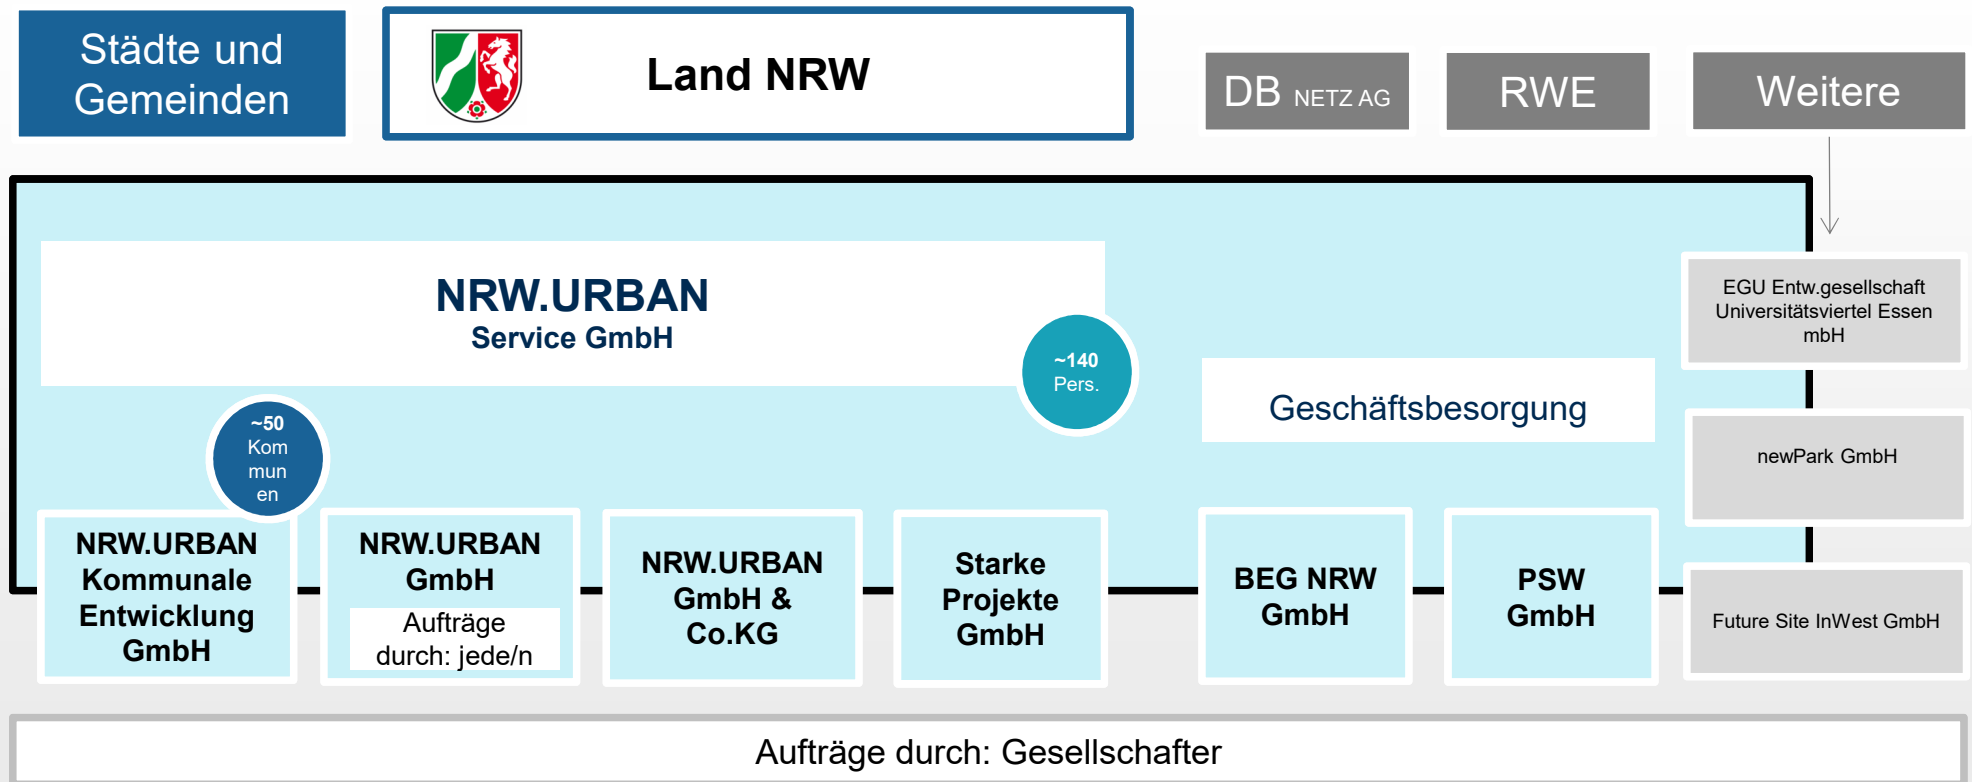 Städte und
Gemeinden
Land NRW
DB NETZ AG
RWE
Weitere
NRW.URBAN
Service GmbH
~140
Pers.
~50
Kom
mun
en
Geschäftsbesorgung
EGU Entw.gesellschaft
Universitätsviertel Essen
mbH
newPark GmbH
Future Site InWest GmbH
NRW.URBAN
Kommunale
Entwicklung
GmbH
NRW.URBAN
GmbH
Aufträge
durch: jede/n
NRW.URBAN
GmbH &
Co.KG
Starke
Projekte
GmbH
BEG NRW
GmbH
PSW
GmbH
Aufträge durch: Gesellschafter